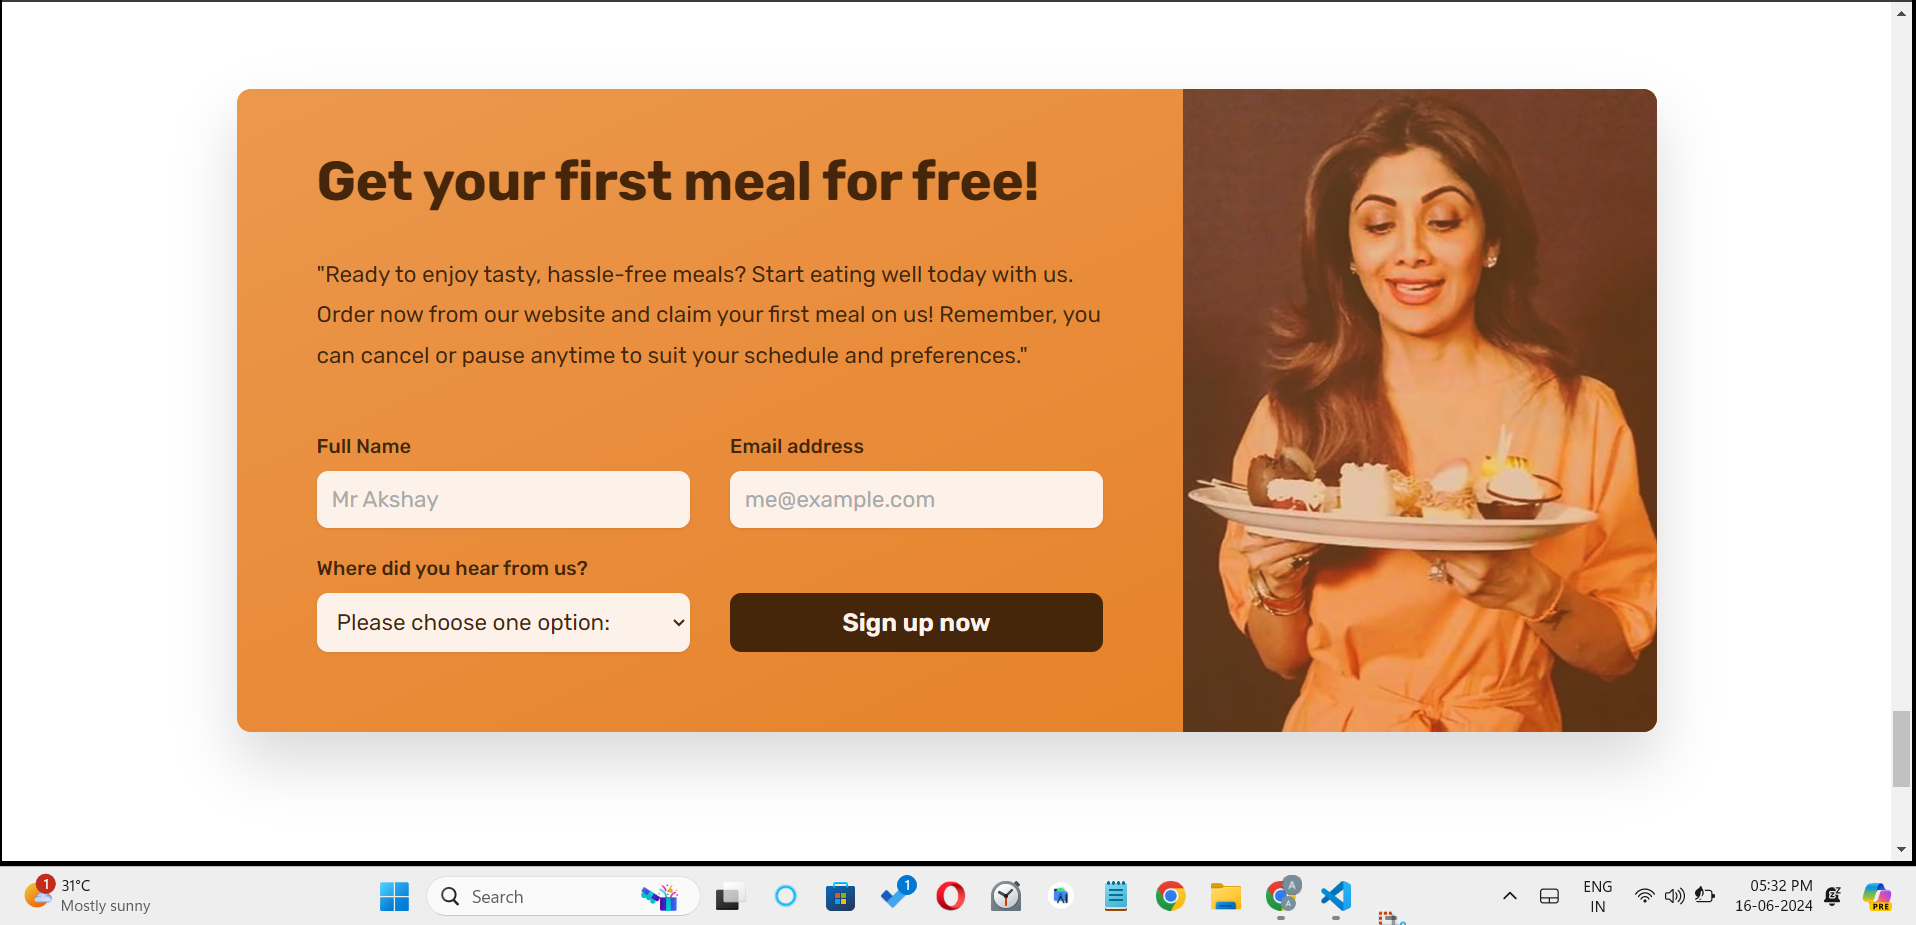 Get your first meal for free!
"Ready to enjoy tasty, hassle-free meals? Start eating well today with us.
Order now from our website and claim your first meal on us! Remember, you
can cancel or pause anytime to suit your schedule and preferences."
Full Name
Email address
Mr Akshay
me@example.com
Where did you hear from us?
Please choose one option:
Sign up now
1
31°C
Mostly sunny
Search
1
AI
A
A
ENG
IN
05:32 PM
16-06-2024
PRE